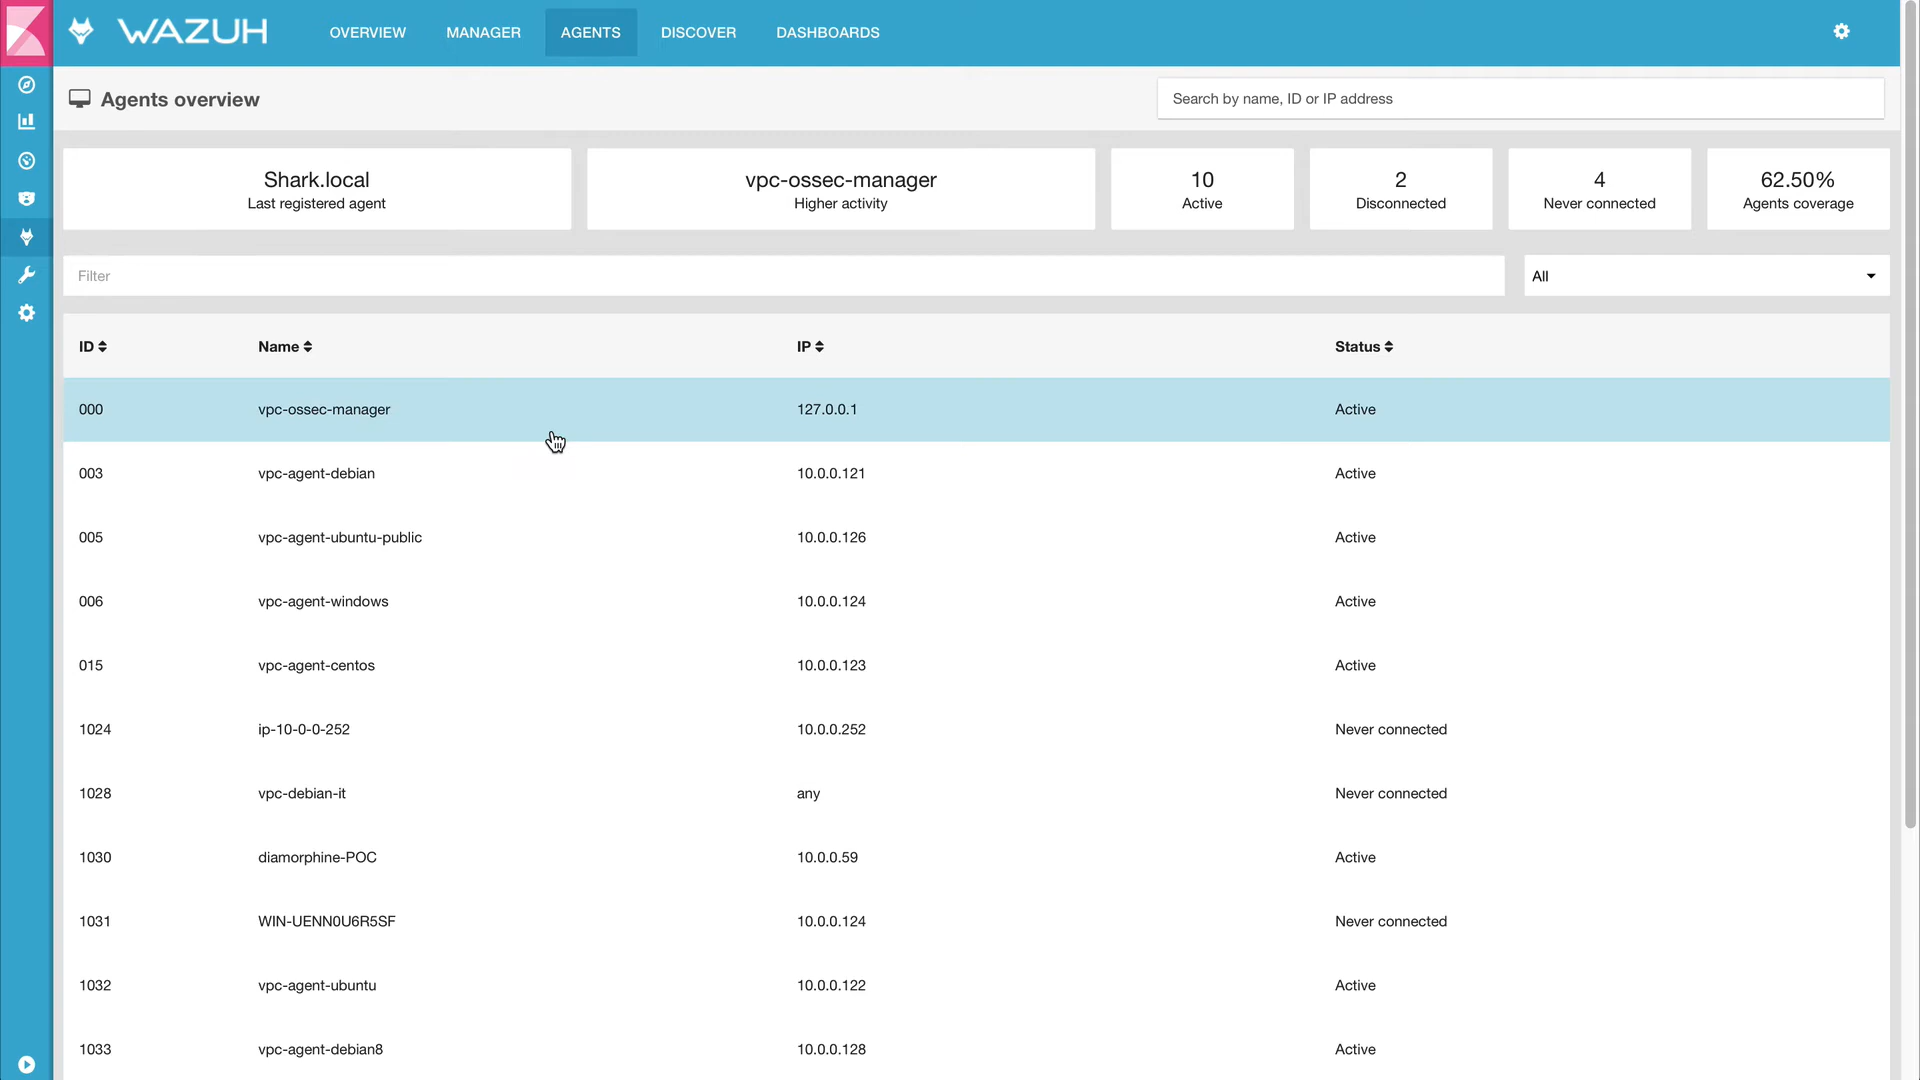 WAZUH OVERVIEW MANAGER AGENTS DISCOVER DASHBOARDS
Agents overview Search by name, ID or IP address
Shark.local vpc-ossec-manager 10 2 4 62.50%
Last registered agent Higher activity Active Disconnected Never connected Agents coverage
Filter All
ID Name IP Status
000 vpc-ossec-manager 127.0.0.1 Active
003 vpc-agent-debian 10.0.0.121 Active
005 vpc-agent-ubuntu-public 10.0.0.126 Active
006 vpc-agent-windows 10.0.0.124 Active
015 vpc-agent-centos 10.0.0.123 Active
1024 ip-10-0-0-252 10.0.0.252 Never connected
1028 vpc-debian-it any Never connected
1030 diamorphine-POC 10.0.0.59 Active
1031 WIN-UENN0U6R5SF 10.0.0.124 Never connected
1032 vpc-agent-ubuntu 10.0.0.122 Active
1033 vpc-agent-debian8 10.0.0.128 Active